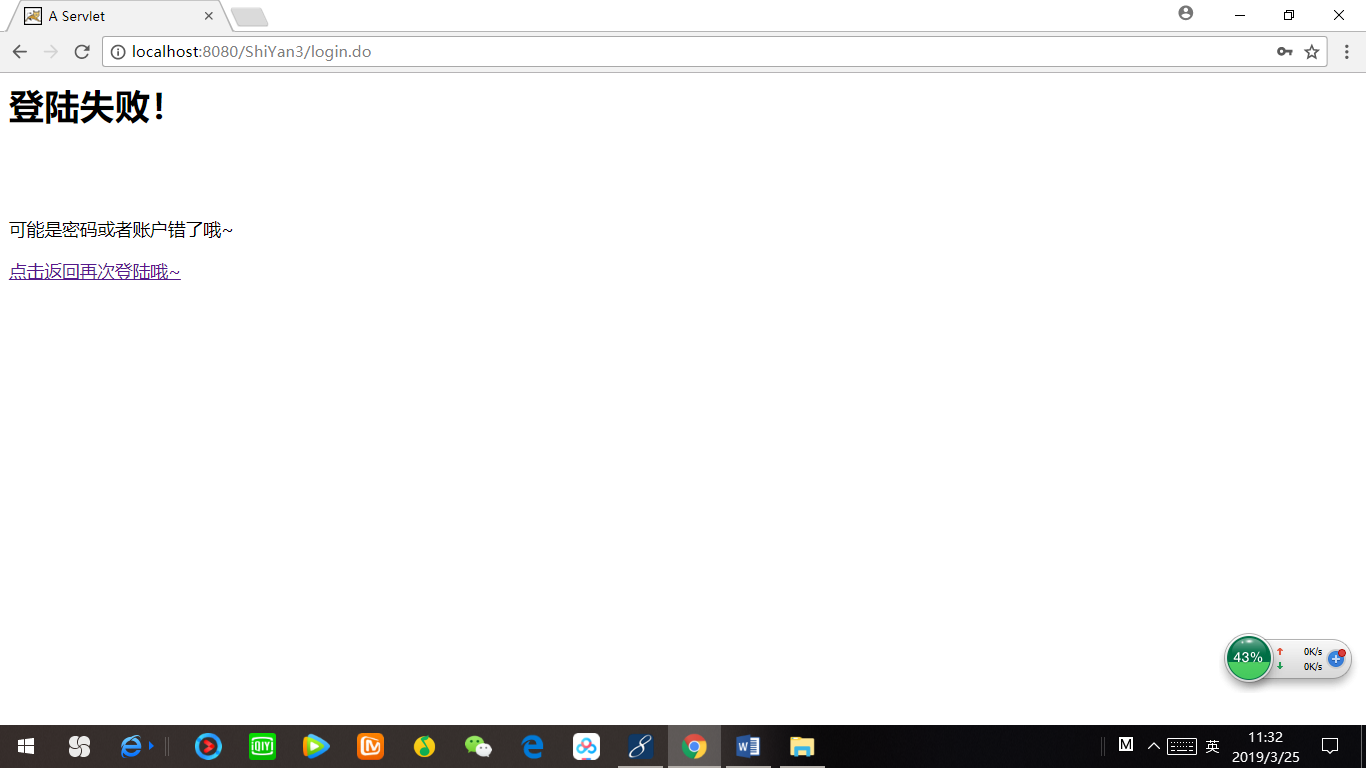 A Servlet
localhost:8080/ShiYan3/login.do
登陆失败！
可能是密码或者账户错了哦~
点击返回再次登陆哦~
43%
0K/s
0K/s
iQIYI
M
英
11:32
2019/3/25